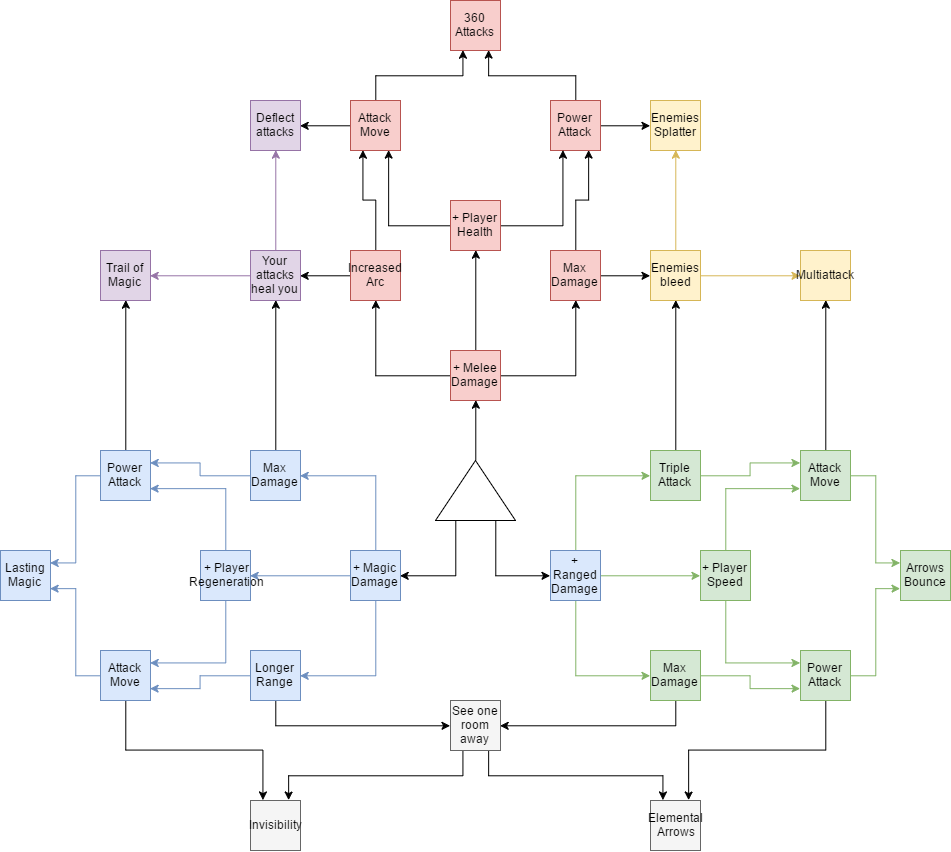 360
Attacks
Deflect
attacks
Attack
Move
Power
Attack
Enemies
Splatter
+ Player
Health
Trail of
Magic
Your
attacks
heal you
Increased
Arc
Max
Damage
Enemies
bleed
Multiattack
+ Melee
Damage
Power
Attack
Max
Damage
Triple
Attack
Attack
Move
Lasting
Magic
+ Player
Regeneration
+ Magic
Damage
+
Ranged
Damage
+ Player
Speed
Arrows
Bounce
Attack
Move
Longer
Range
Max
Damage
Power
Attack
See one
room
away
Invisibility
Elemental
Arrows